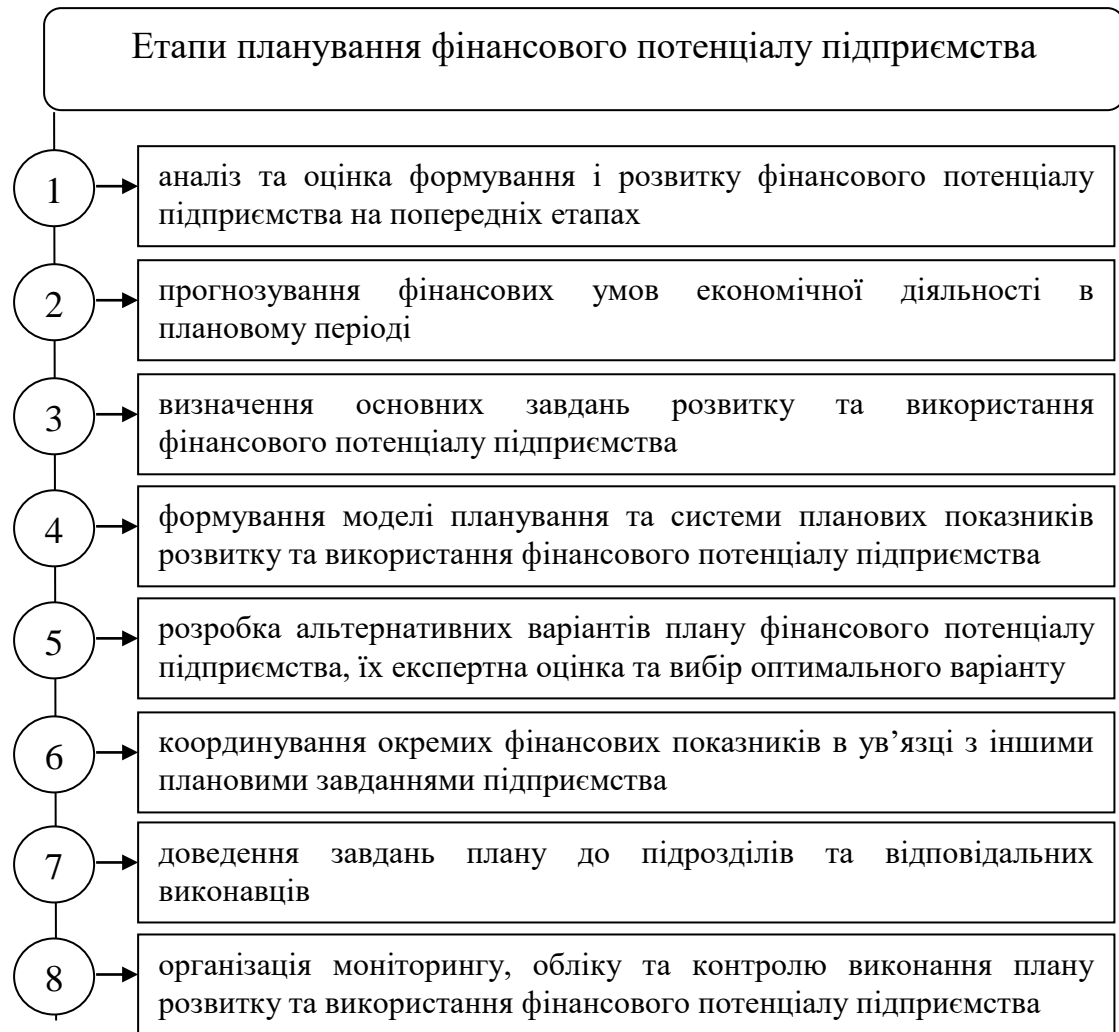 Етапи планування фінансового потенціалу підприємства
1
аналіз та оцінка формування і розвитку фінансового потенціалу
підприємства на попередніх етапах
2
прогнозування фінансових умов економічної діяльності в
плановому періоді
3
визначення основних завдань розвитку та використання
фінансового потенціалу підприємства
4
формування моделі планування та системи планових показників
розвитку та використання фінансового потенціалу підприємства
5
розробка альтернативних варіантів плану фінансового потенціалу
підприємства, їх експертна оцінка та вибір оптимального варіанту
6
координування окремих фінансових показників в ув’язці з іншими
плановими завданнями підприємства
7
доведення завдань плану до підрозділів та відповідальних
виконавців
8
організація моніторингу, обліку та контролю виконання плану
розвитку та використання фінансового потенціалу підприємства